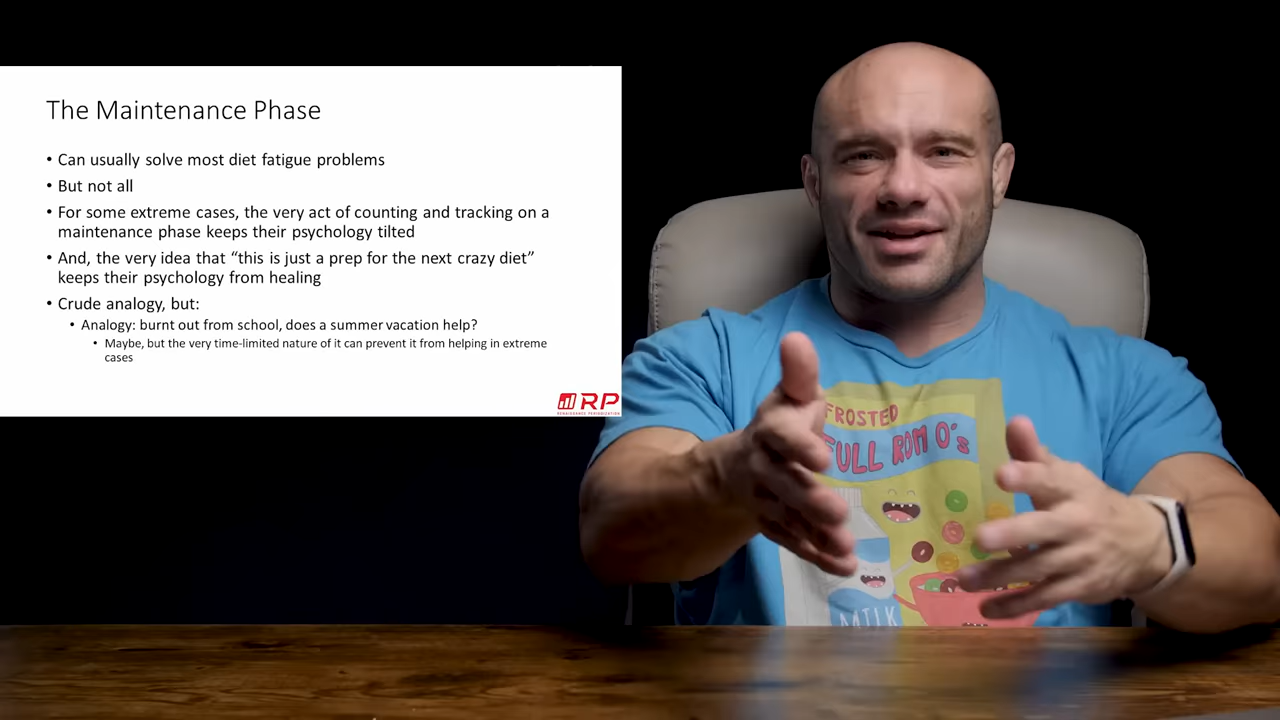 The Maintenance Phase
• Can usually solve most diet fatigue problems
• But not all
• For some extreme cases, the very act of counting and tracking on a
maintenance phase keeps their psychology tilted
• And, the very idea that “this is just a prep for the next crazy diet”
keeps their psychology from healing
• Crude analogy, but:
• Analogy: burnt out from school, does a summer vacation help?
• Maybe, but the very time-limited nature of it can prevent it from helping in extreme
cases
RP
RENAISSANCE PERIODIZATION
FROSTED
FULL ROM O's
MILK